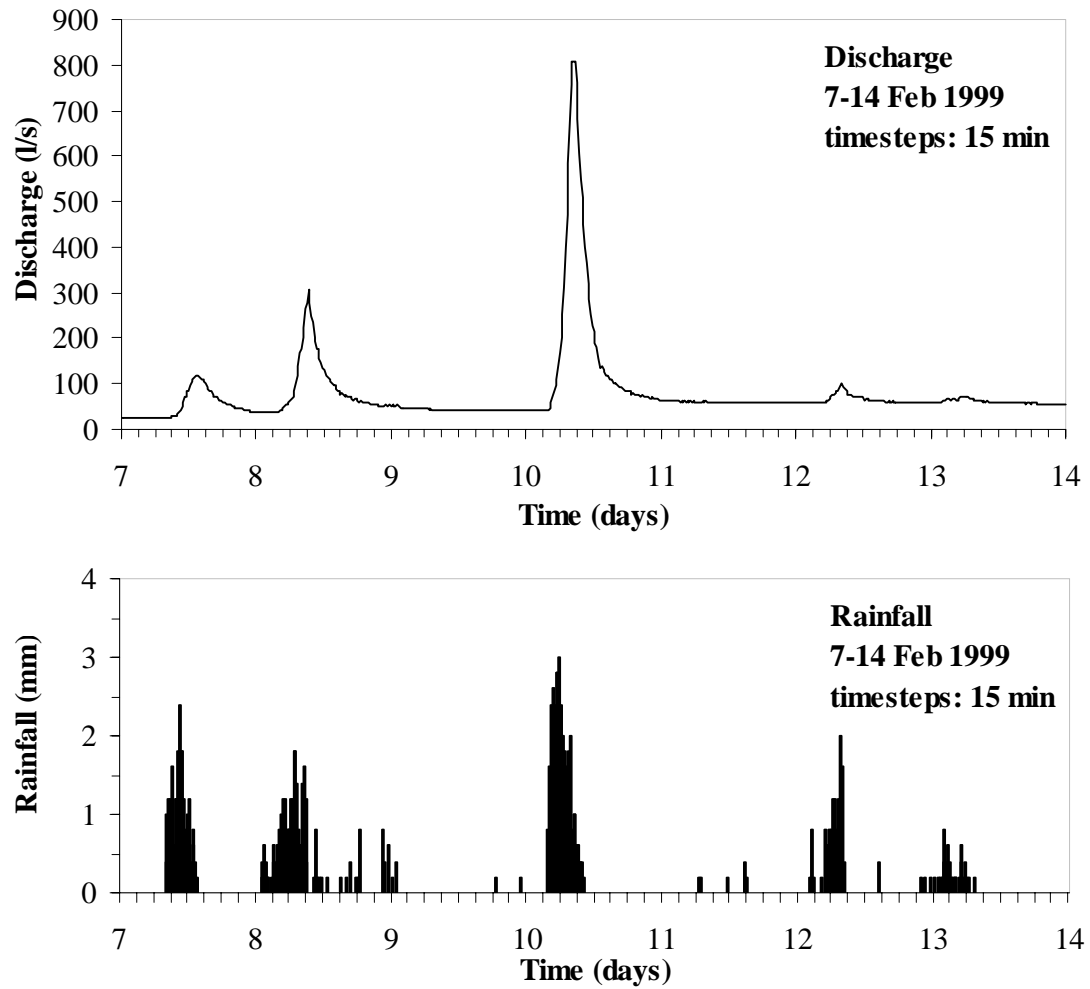 900
800
700
600
500
400
300
200
100
0
Discharge (l/s)
Discharge
7-14 Feb 1999
timesteps: 15 min
7 8 9 10 11 12 13 14
Time (days)
4
3
2
1
0
Rainfall (mm)
Rainfall
7-14 Feb 1999
timesteps: 15 min
7 8 9 10 11 12 13 14
Time (days)